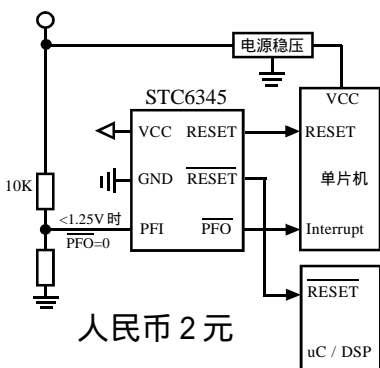 电源稳压
STC6345
VCC
RESET
GND
RESET
PFI
PFO
10K
<1.25V 时
PFO=0
VCC
RESET
单片机
Interrupt
RESET
uC / DSP
人民币 2 元